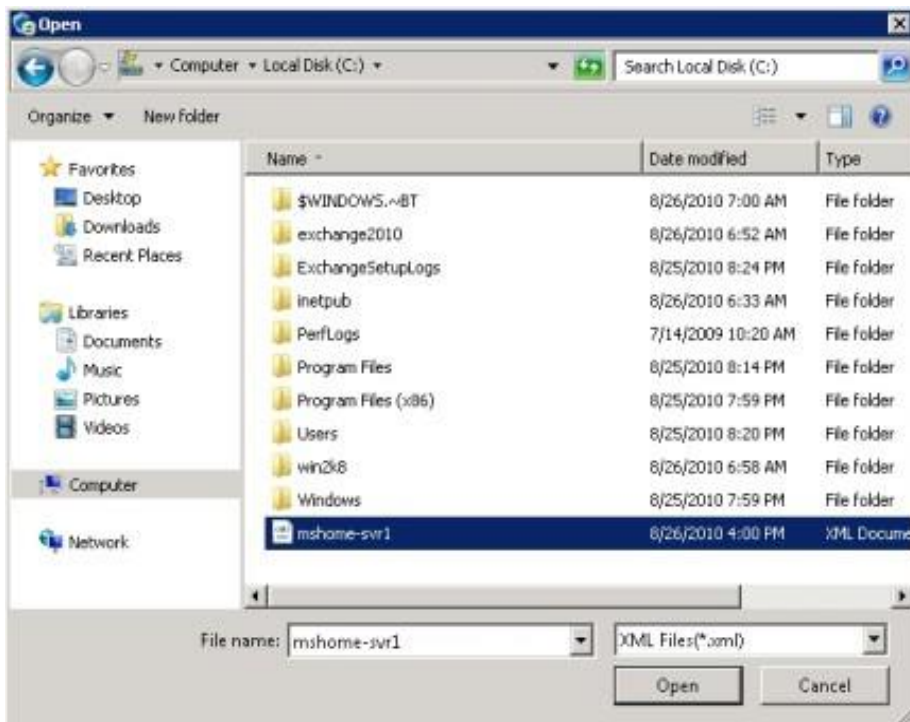 Open
Computer Local Disk (C:) Search Local Disk (C:)
Organize New folder
Favorites
Desktop
Downloads
Recent Places
Libraries
Documents
Music
Pictures
Videos
Computer
Network
Name Date modified Type
$WINDOWS.~BT 8/26/2010 7:00 AM File folder
exchange2010 8/26/2010 6:52 AM File folder
ExchangeSetupLogs 8/25/2010 8:24 PM File folder
inetpub 8/26/2010 6:33 AM File folder
PerfLogs 7/14/2009 10:20 AM File folder
Program Files 8/25/2010 8:14 PM File folder
Program Files (x86) 8/25/2010 7:59 PM File folder
Users 8/25/2010 8:20 PM File folder
win2k8 8/26/2010 6:58 AM File folder
Windows 8/25/2010 7:59 PM File folder
mshome-svr1 8/26/2010 4:00 PM XML Docume
File name: mshome-svr1 XML Files(*.xml)
Open Cancel